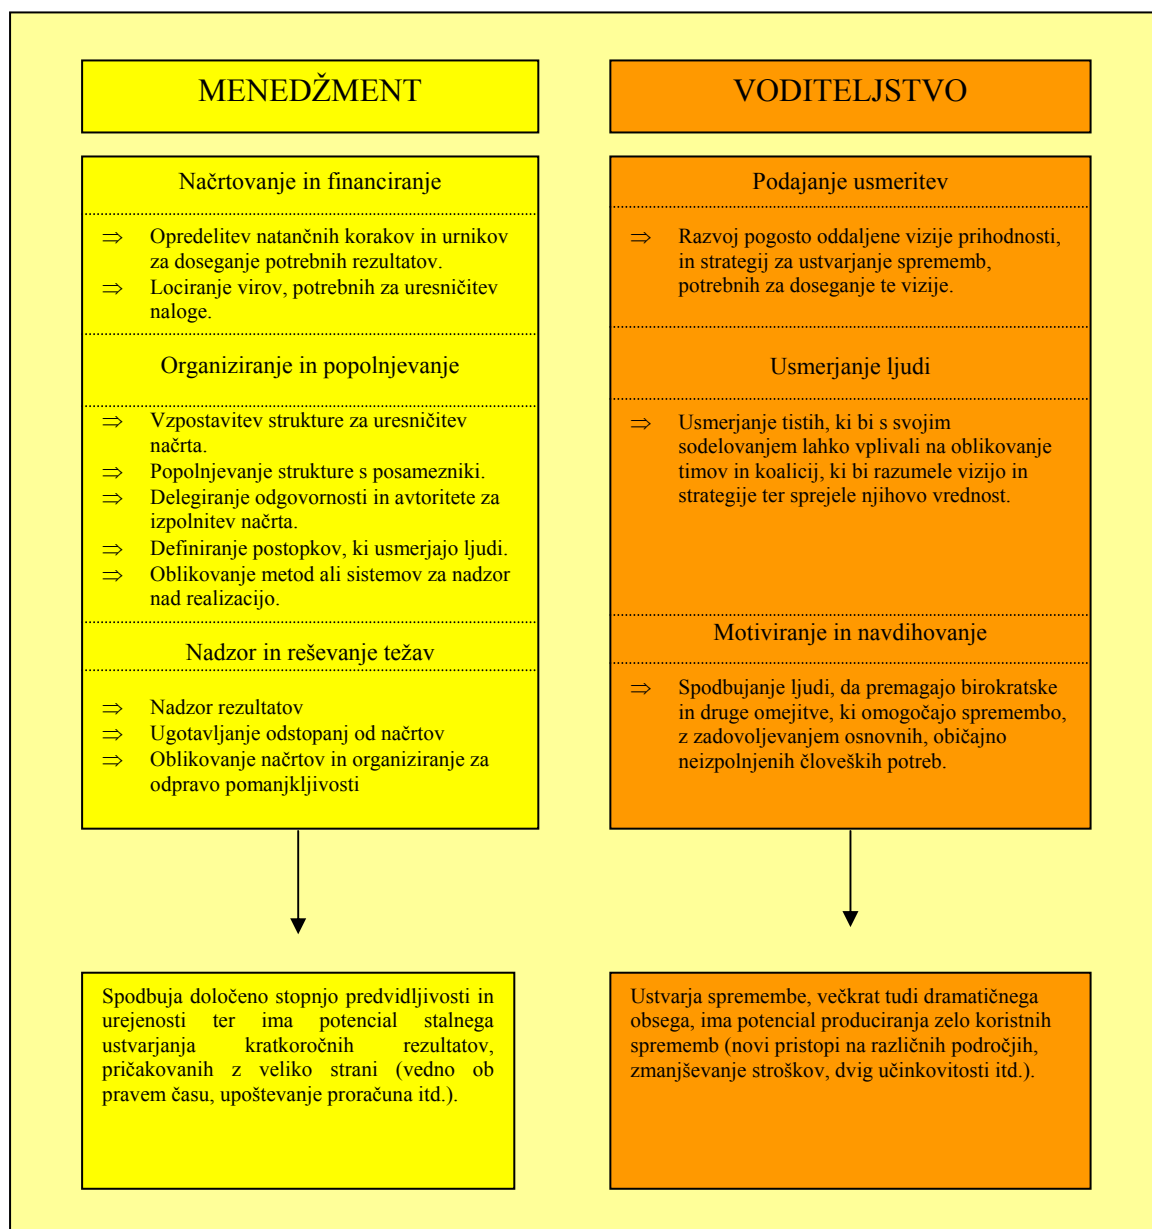 MENEDŽMENT
Načrtovanje in financiranje
⇒ Opredelitev natančnih korakov in urnikov
za doseganje potrebnih rezultatov.
⇒ Lociranje virov, potrebnih za uresničitev
naloge.
Organiziranje in popolnjevanje
⇒ Vzpostavitev strukture za uresničitev
načrta.
⇒ Popolnjevanje strukture s posamezniki.
⇒ Delegiranje odgovornosti in avtoritete za
izpolnitev načrta.
⇒ Definiranje postopkov, ki usmerjajo ljudi.
⇒ Oblikovanje metod ali sistemov za nadzor
nad realizacijo.
Nadzor in reševanje težav
⇒ Nadzor rezultatov
⇒ Ugotavljanje odstopanj od načrtov
⇒ Oblikovanje načrtov in organiziranje za
odpravo pomanjkljivosti
Spodbuja določeno stopnjo predvidljivosti in
urejenosti ter ima potencial stalnega
ustvarjanja kratkoročnih rezultatov,
pričakovanih z veliko strani (vedno ob
pravem času, upoštevanje proračuna itd.).
VODITELJSTVO
Podajanje usmeritev
⇒ Razvoj pogosto oddaljene vizije prihodnosti,
in strategij za ustvarjanje sprememb,
potrebnih za doseganje te vizije.
Usmerjanje ljudi
⇒ Usmerjanje tistih, ki bi s svojim
sodelovanjem lahko vplivali na oblikovanje
timov in koalicij, ki bi razumele vizijo in
strategije ter sprejele njihovo vrednost.
Motiviranje in navdihovanje
⇒ Spodbujanje ljudi, da premagajo birokratske
in druge omejitve, ki omogočajo spremembo,
z zadovoljevanjem osnovnih, običajno
neizpolnjenih človeških potreb.
Ustvarja spremembe, večkrat tudi dramatičnega
obsega, ima potencial produciranja zelo koristnih
sprememb (novi pristopi na različnih področjih,
zmanjševanje stroškov, dvig učinkovitosti itd.).